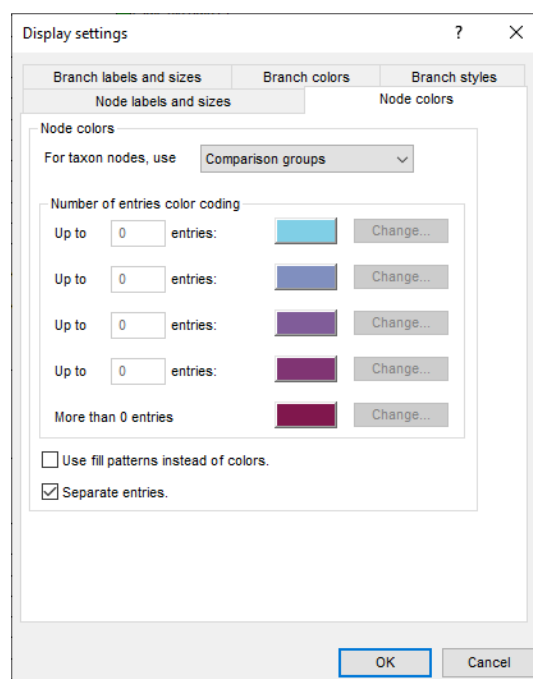 Display settings
?
Branch labels and sizes
Branch colors
Branch styles
Node labels and sizes
Node colors
Node colors
For taxon nodes, use
Comparison groups
Number of entries color coding
Up to 0 entries: Change...
Up to 0 entries: Change...
Up to 0 entries: Change...
Up to 0 entries: Change...
More than 0 entries Change...
Use fill patterns instead of colors.
Separate entries.
OK
Cancel